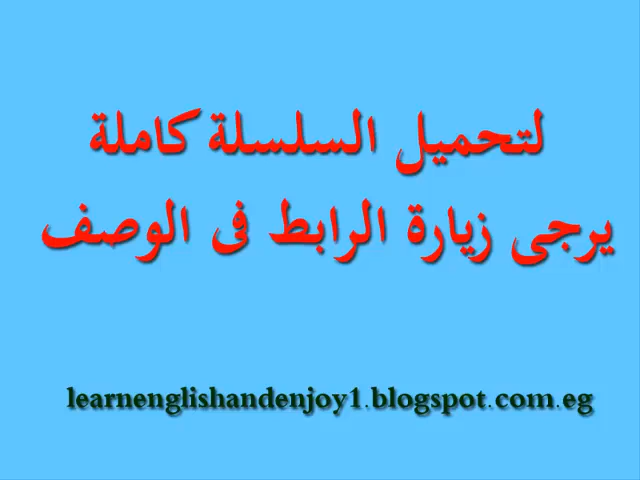 لتحميل السلسلة كاملة
يرجى زيارة الرابط فى الوصف
learnenglishandenjoy1.blogspot.com.eg